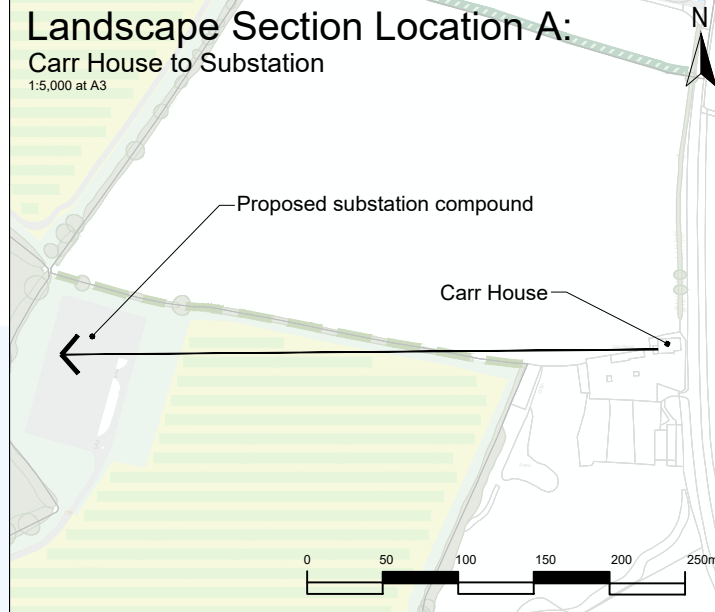 Landscape Section Location A:
Carr House to Substation
1:5,000 at A3
N
Proposed substation compound
Carr House
0 50 100 150 200 250m